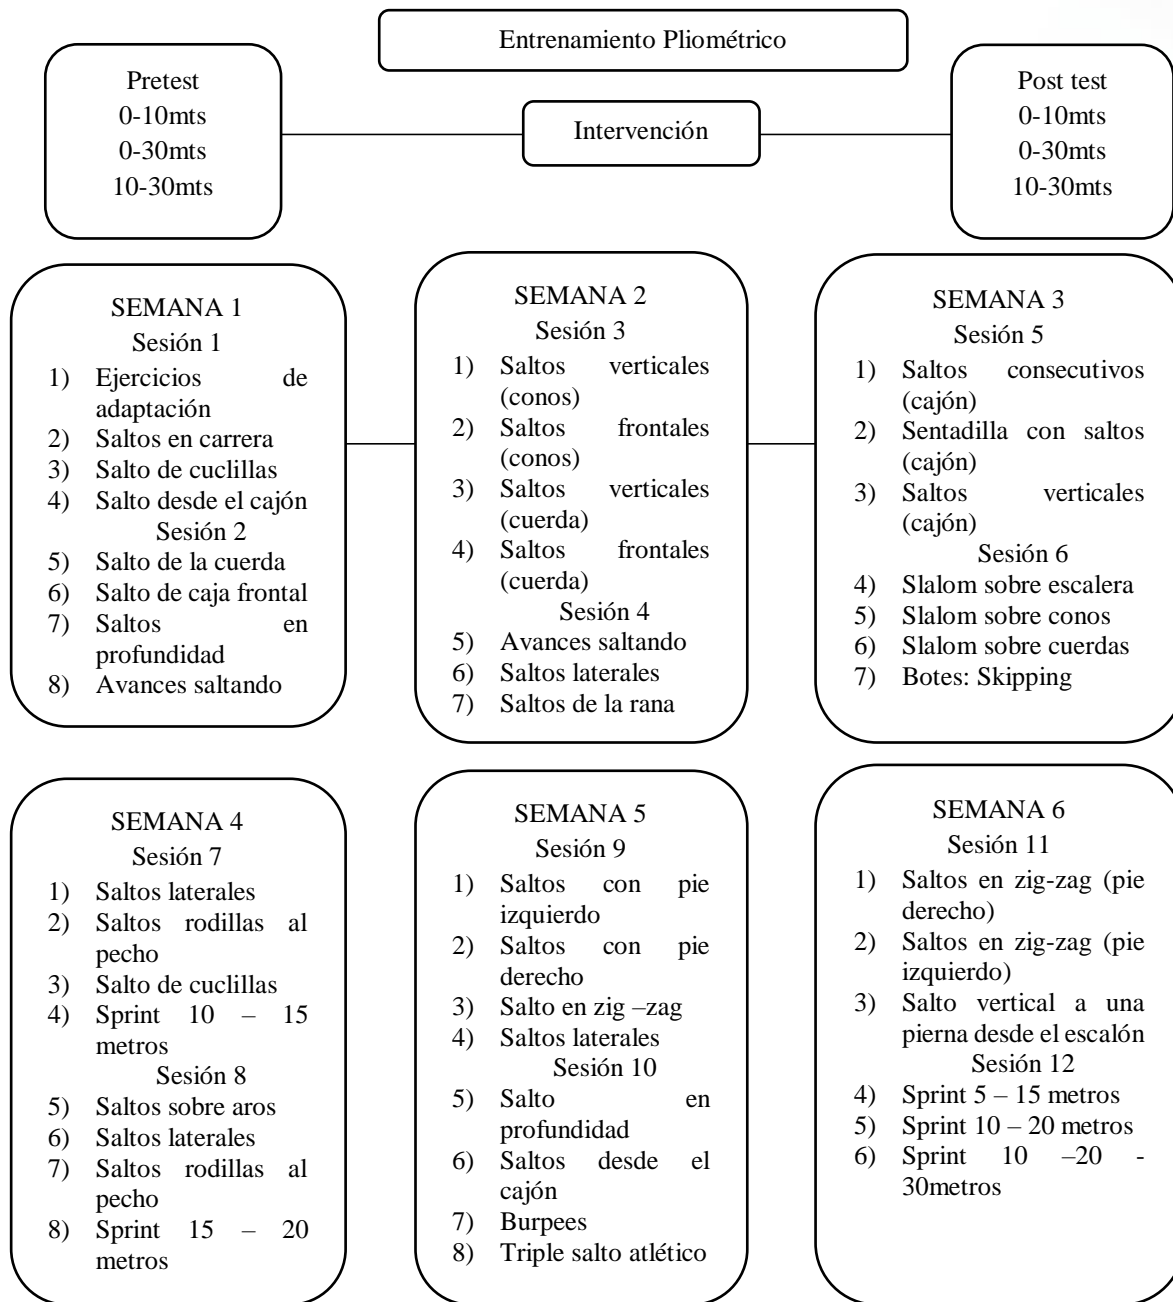 Entrenamiento Pliométrico
Pretest
0-10mts
0-30mts
10-30mts
Intervención
Post test
0-10mts
0-30mts
10-30mts
SEMANA 1
Sesión 1
1) Ejercicios de
adaptación
2) Saltos en carrera
3) Salto de cuclillas
4) Salto desde el cajón
Sesión 2
5) Salto de la cuerda
6) Salto de caja frontal
7) Saltos en
profundidad
8) Avances saltando
SEMANA 2
Sesión 3
1) Saltos verticales
(conos)
2) Saltos frontales
(conos)
3) Saltos verticales
(cuerda)
4) Saltos frontales
(cuerda)
Sesión 4
5) Avances saltando
6) Saltos laterales
7) Saltos de la rana
SEMANA 3
Sesión 5
1) Saltos consecutivos
(cajón)
2) Sentadilla con saltos
(cajón)
3) Saltos verticales
(cajón)
Sesión 6
4) Slalom sobre escalera
5) Slalom sobre conos
6) Slalom sobre cuerdas
7) Botes: Skipping
SEMANA 4
Sesión 7
1) Saltos laterales
2) Saltos rodillas al
pecho
3) Salto de cuclillas
4) Sprint 10 – 15
metros
Sesión 8
5) Saltos sobre aros
6) Saltos laterales
7) Saltos rodillas al
pecho
8) Sprint 15 – 20
metros
SEMANA 5
Sesión 9
1) Saltos con pie
izquierdo
2) Saltos con pie
derecho
3) Salto en zig –zag
4) Saltos laterales
Sesión 10
5) Salto en
profundidad
6) Saltos desde el
cajón
7) Burpees
8) Triple salto atlético
SEMANA 6
Sesión 11
1) Saltos en zig-zag (pie
derecho)
2) Saltos en zig-zag (pie
izquierdo)
3) Salto vertical a una
pierna desde el escalón
Sesión 12
4) Sprint 5 – 15 metros
5) Sprint 10 – 20 metros
6) Sprint 10 –20 -
30metros